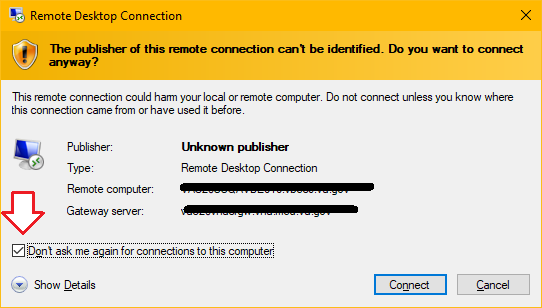 Remote Desktop Connection
The publisher of this remote connection can't be identified. Do you want to connect
anyway?
This remote connection could harm your local or remote computer. Do not connect unless you know where
this connection came from or have used it before.
Publisher: Unknown publisher
Type: Remote Desktop Connection
Remote computer:
Gateway server:
Don't ask me again for connections to this computer
Show Details
Connect
Cancel